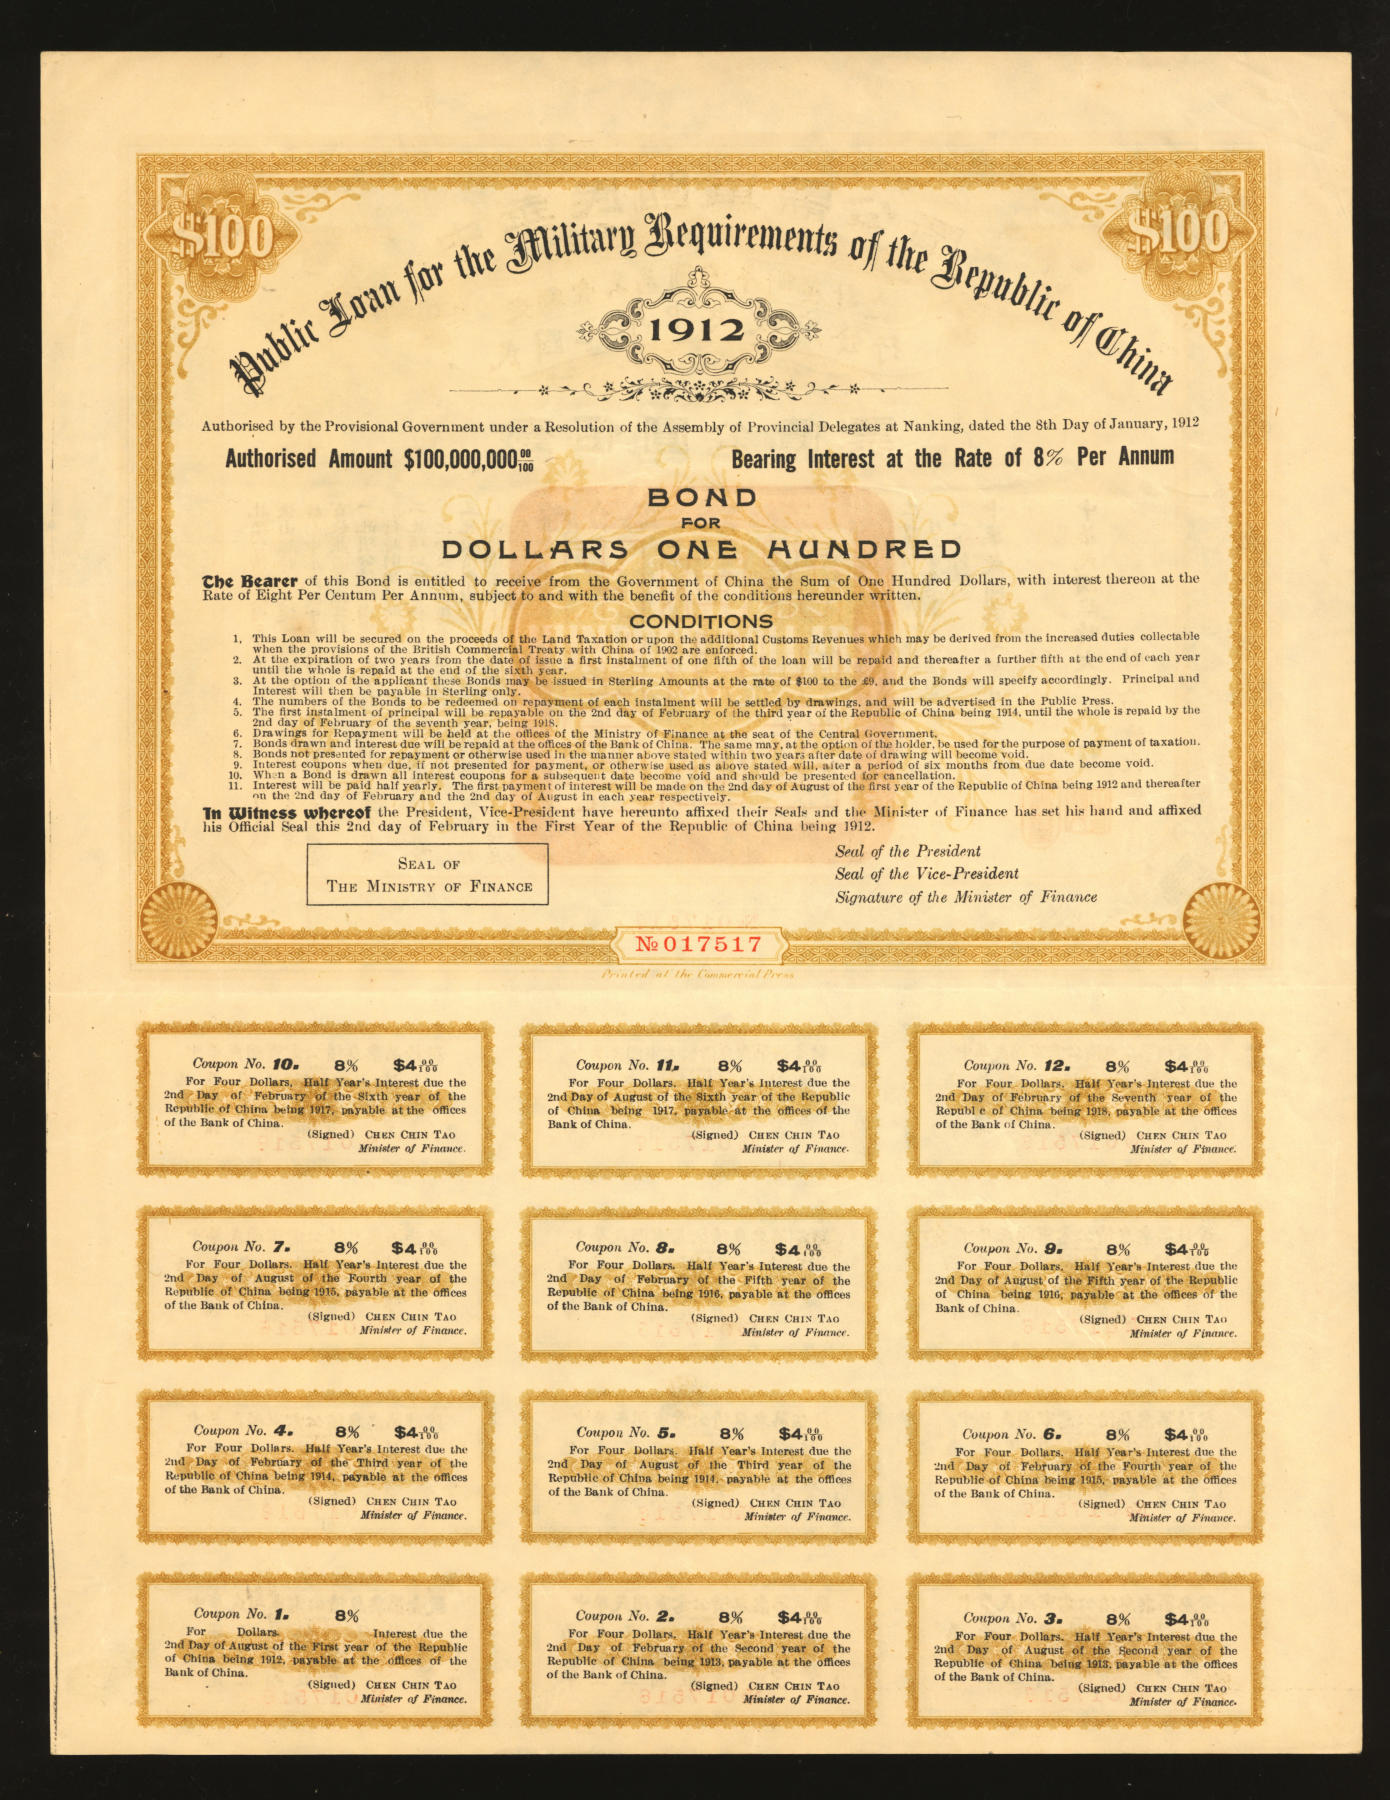 $100
$100
Public Loan for the Military Requirements of the Republic of China
1912
Authorised by the Provisional Government under a Resolution of the Assembly of Provincial Delegates at Nanking, dated the 8th Day of January, 1912
Authorised Amount $100,000,000 00/100
Bearing Interest at the Rate of 8% Per Annum
BOND
FOR
DOLLARS ONE HUNDRED
The Bearer of this Bond is entitled to receive from the Government of China the Sum of One Hundred Dollars, with interest thereon at the
Rate of Eight Per Centum Per Annum, subject to and with the benefit of the conditions hereunder written.
CONDITIONS
1. This Loan will be secured on the proceeds of the Land Taxation or upon the additional Customs Revenues which may be derived from the increased duties collectable
when the provisions of the British Commercial Treaty with China of 1902 are enforced.
2. At the expiration of two years from the date of issue a first instalment of one fifth of the loan will be repaid and thereafter a further fifth at the end of each year
until the whole is repaid at the end of the sixth year.
3. At the option of the applicant these Bonds may be issued in Sterling Amounts at the rate of $100 to the £9, and the Bonds will specify accordingly. Principal and
Interest will then be payable in Sterling only.
4. The numbers of the Bonds to be redeemed on repayment of each instalment will be settled by drawings, and will be advertised in the Public Press.
5. The first instalment of principal will be repayable on the 2nd day of February of the third year of the Republic of China being 1914, until the whole is repaid by the
2nd day of February of the seventh year, being 1918.
6. Drawings for Repayment will be held at the offices of the Ministry of Finance at the seat of the Central Government.
7. Bonds drawn and interest due will be repaid at the offices of the Bank of China. The same may, at the option of the holder, be used for the purpose of payment of taxation.
8. Bonds not presented for repayment or otherwise used in the manner above stated within two years after date of drawing will become void.
9. Interest coupons when due, if not presented for payment, or otherwise used as above stated will, after a period of six months from due date become void.
10. When a Bond is drawn all interest coupons for a subsequent date become void and should be presented for cancellation.
11. Interest will be paid half yearly. The first payment of interest will be made on the 2nd day of August of the first year of the Republic of China being 1912 and thereafter
on the 2nd day of February and the 2nd day of August in each year respectively.
In Witness whereof the President, Vice-President have hereunto affixed their Seals and the Minister of Finance has set his hand and affixed
his Official Seal this 2nd day of February in the First Year of the Republic of China being 1912.
SEAL OF
THE MINISTRY OF FINANCE
Seal of the President
Seal of the Vice-President
Signature of the Minister of Finance
№ 017517
Printed at the Commercial Press
Coupon No. 10. 8% $4 00/100
For Four Dollars, Half Year's Interest due the
2nd Day of February of the Sixth year of the
Republic of China being 1917, payable at the offices
of the Bank of China.
(Signed) CHEN CHIN TAO
Minister of Finance.
Coupon No. 11. 8% $4 00/100
For Four Dollars. Half Year's Interest due the
2nd Day of August of the Sixth year of the Republic
of China being 1917, payable at the offices of the
Bank of China.
(Signed) CHEN CHIN TAO
Minister of Finance.
Coupon No. 12. 8% $4 00/100
For Four Dollars. Half Year's Interest due the
2nd Day of February of the Seventh year of the
Republ c of China being 1918, payable at the offices
of the Bank of China.
(Signed) CHEN CHIN TAO
Minister of Finance.
Coupon No. 7. 8% $4 00/100
For Four Dollars. Half Year's Interest due the
2nd Day of August of the Fourth year of the
Republic of China being 1915, payable at the offices
of the Bank of China.
(Signed) CHEN CHIN TAO
Minister of Finance.
Coupon No. 8. 8% $4 00/100
For Four Dollars. Half Year's Interest due the
2nd Day of February of the Fifth year of the
Republic of China being 1916, payable at the offices
of the Bank of China.
(Signed) CHEN CHIN TAO
Minister of Finance.
Coupon No. 9. 8% $4 00/100
For Four Dollars. Half Year's Interest due the
2nd Day of August of the Fifth year of the Republic
of China being 1916, payable at the offices of the
Bank of China.
(Signed) CHEN CHIN TAO
Minister of Finance.
Coupon No. 4. 8% $4 00/100
For Four Dollars. Half Year's Interest due the
2nd Day of February of the Third year of the
Republic of China being 1914, payable at the offices
of the Bank of China.
(Signed) CHEN CHIN TAO
Minister of Finance.
Coupon No. 5. 8% $4 00/100
For Four Dollars. Half Year's Interest due the
2nd Day of August of the Third year of the
Republic of China being 1914, payable at the offices
of the Bank of China.
(Signed) CHEN CHIN TAO
Minister of Finance.
Coupon No. 6. 8% $4 00/100
For Four Dollars. Half Year's Interest due the
2nd Day of February of the Fourth year of the
Republic of China being 1915, payable at the offices
of the Bank of China.
(Signed) CHEN CHIN TAO
Minister of Finance.
Coupon No. 1. 8%
For Dollars. Interest due the
2nd Day of August of the First year of the Republic
of China being 1912, payable at the offices of the
Bank of China.
(Signed) CHEN CHIN TAO
Minister of Finance.
Coupon No. 2. 8% $4 00/100
For Four Dollars. Half Year's Interest due the
2nd Day of February of the Second year of the
Republic of China being 1913, payable at the offices
of the Bank of China.
(Signed) CHEN CHIN TAO
Minister of Finance.
Coupon No. 3. 8% $4 00/100
For Four Dollars. Half Year's Interest due the
2nd Day of August of the Second year of the
Republic of China being 1913, payable at the offices
of the Bank of China.
(Signed) CHEN CHIN TAO
Minister of Finance.